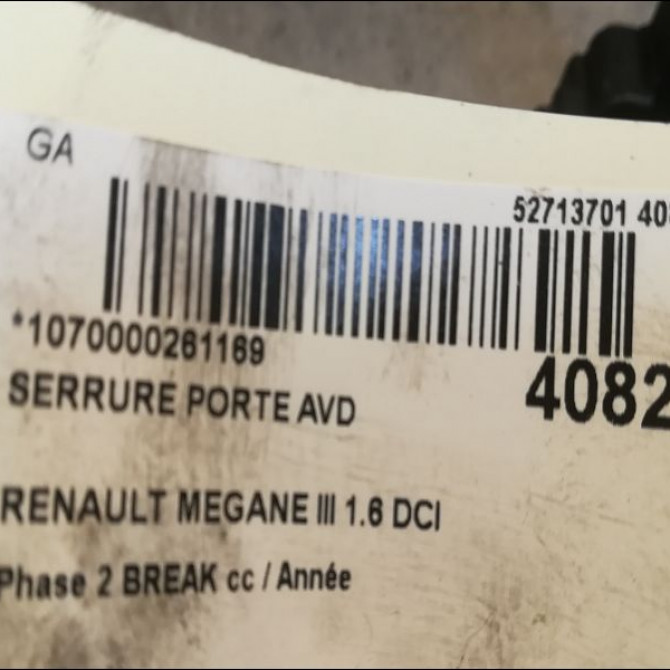 GA
52713701 40
*1070000261169
4082
SERRURE PORTE AVD
RENAULT MEGANE III 1.6 DCI
Phase 2 BREAK cc / Année